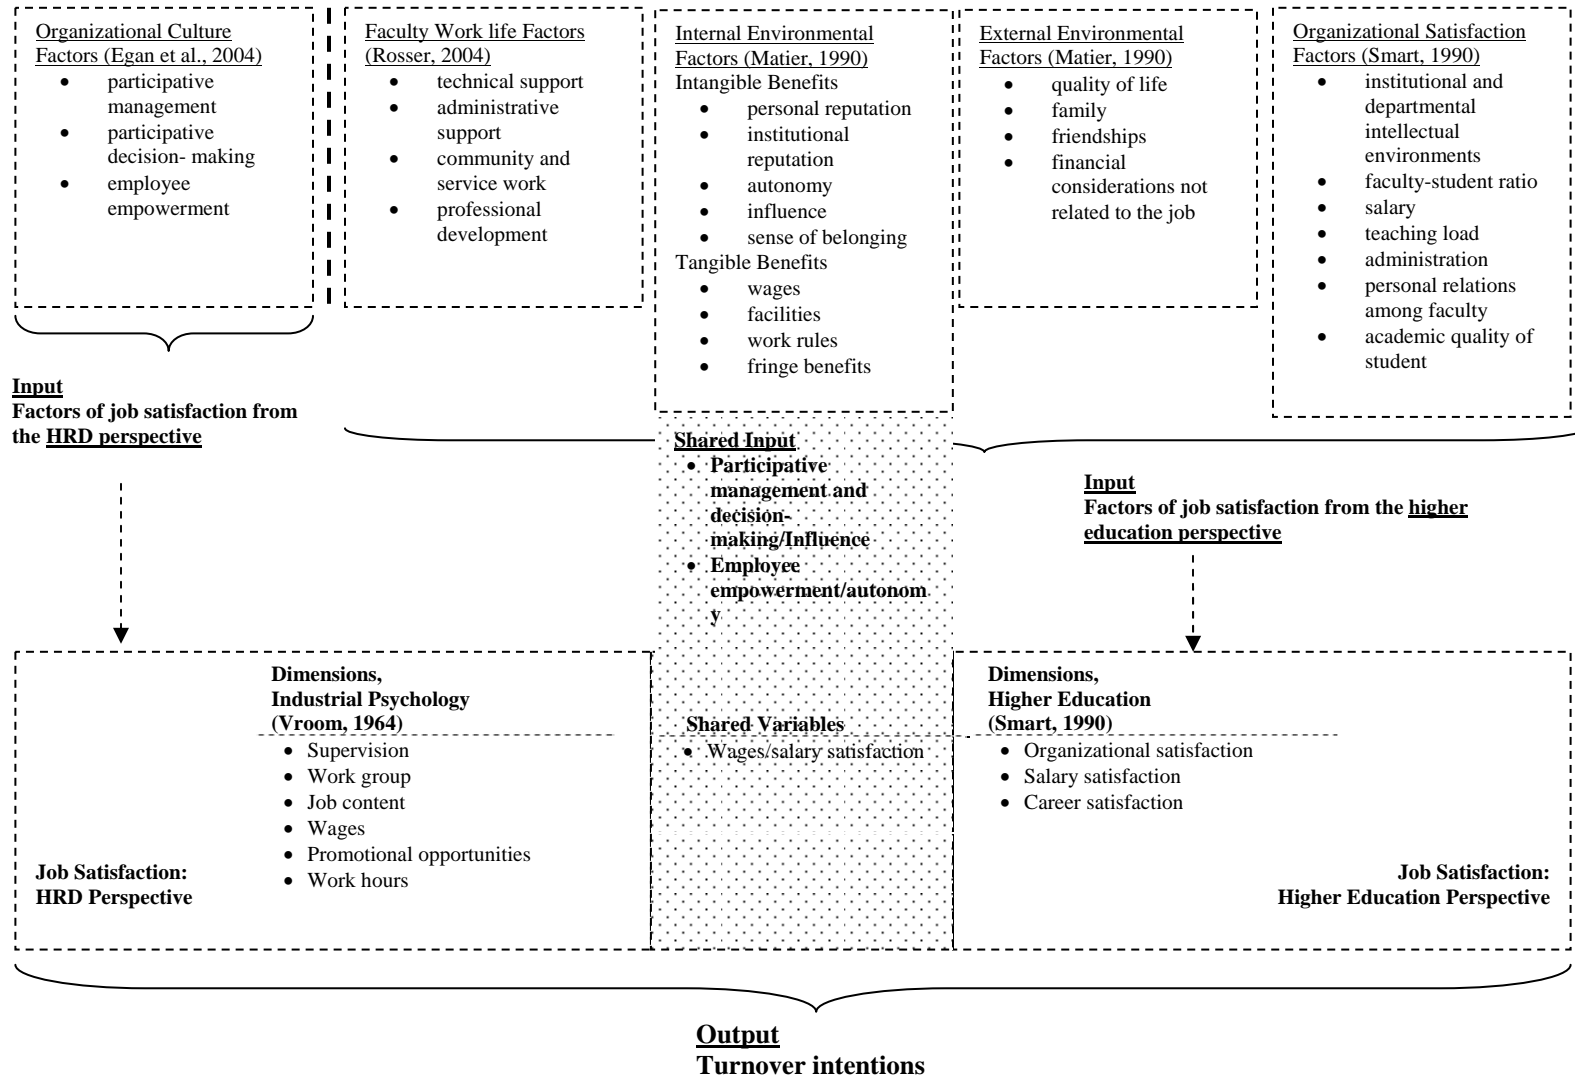 Organizational Culture
Factors (Egan et al., 2004)
• participative
management
• participative
decision- making
• employee
empowerment
Faculty Work life Factors
(Rosser, 2004)
• technical support
• administrative
support
• community and
service work
• professional
development
Internal Environmental
Factors (Matier, 1990)
Intangible Benefits
• personal reputation
• institutional
reputation
• autonomy
• influence
• sense of belonging
Tangible Benefits
• wages
• facilities
• work rules
• fringe benefits
External Environmental
Factors (Matier, 1990)
• quality of life
• family
• friendships
• financial
considerations not
related to the job
Organizational Satisfaction
Factors (Smart, 1990)
• institutional and
departmental
intellectual
environments
• faculty-student ratio
• salary
• teaching load
• administration
• personal relations
among faculty
• academic quality of
student
Input
Factors of job satisfaction from
the HRD perspective
Shared Input
• Participative
management and
decision-
making/Influence
• Employee
empowerment/autonom
y
Input
Factors of job satisfaction from the higher
education perspective
Dimensions,
Industrial Psychology
(Vroom, 1964)
• Supervision
• Work group
• Job content
• Wages
• Promotional opportunities
• Work hours
Job Satisfaction:
HRD Perspective
Shared Variables
• Wages/salary satisfaction
Dimensions,
Higher Education
(Smart, 1990)
• Organizational satisfaction
• Salary satisfaction
• Career satisfaction
Job Satisfaction:
Higher Education Perspective
Output
Turnover intentions